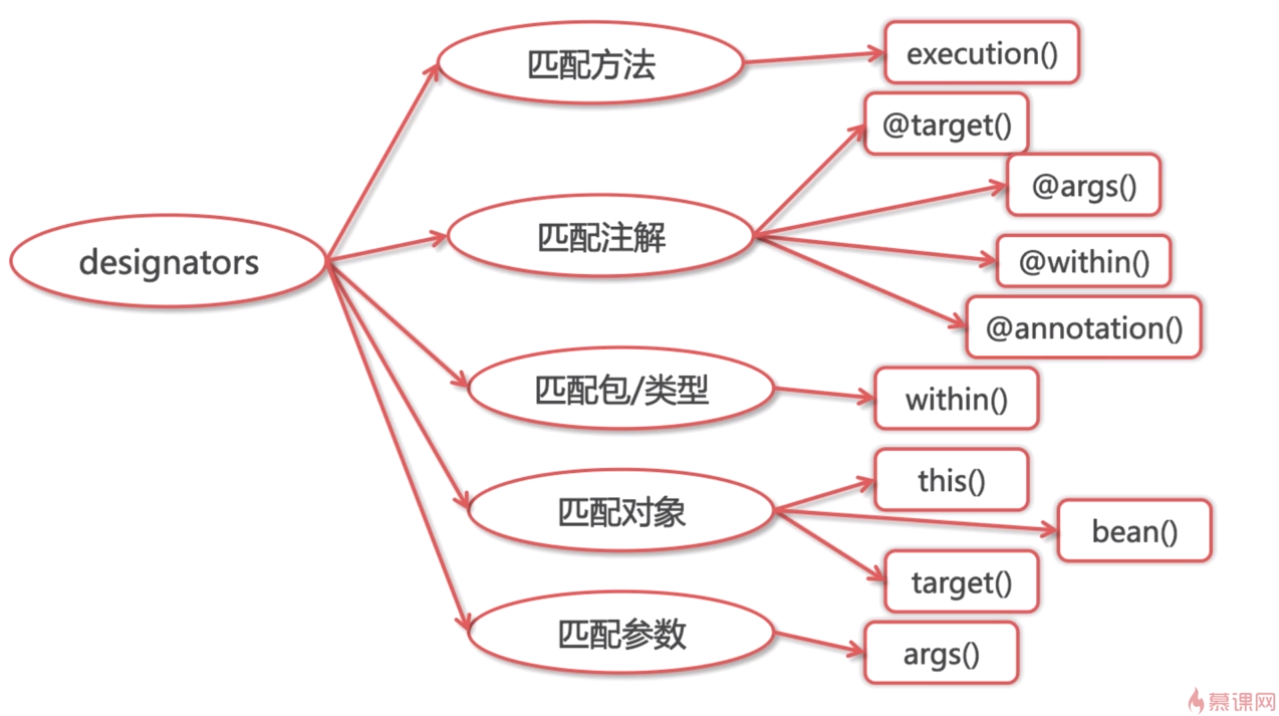 designators
匹配方法
execution()
匹配注解
@target()
@args()
@within()
@annotation()
匹配包/类型
within()
匹配对象
this()
bean()
target()
匹配参数
args()
慕课网